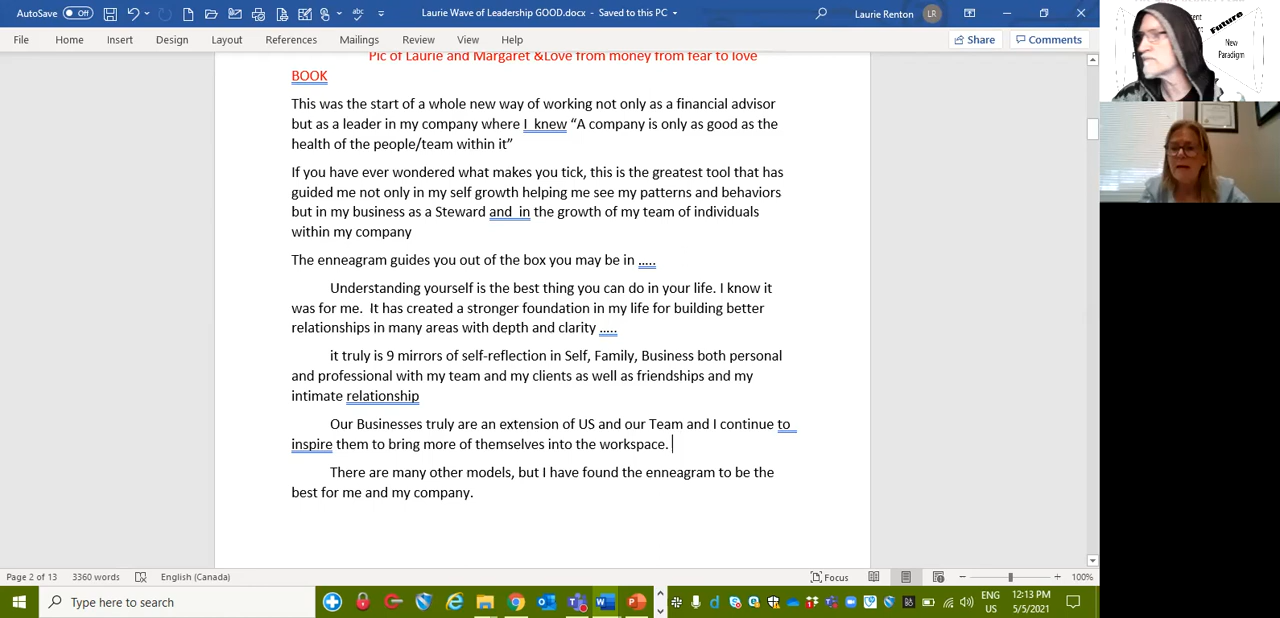 AutoSave Off Laurie Wave of Leadership GOOD.docx - Saved to this PC Laurie Renton LR
File Home Insert Design Layout References Mailings Review View Help Share Comments
Future
New
Paradigm
Pic of Laurie and Margaret &Love from money from fear to love
BOOK
This was the start of a whole new way of working not only as a financial advisor
but as a leader in my company where I  knew “A company is only as good as the
health of the people/team within it”
If you have ever wondered what makes you tick, this is the greatest tool that has
guided me not only in my self growth helping me see my patterns and behaviors
but in my business as a Steward and  in the growth of my team of individuals
within my company
The enneagram guides you out of the box you may be in .....
Understanding yourself is the best thing you can do in your life. I know it
was for me.  It has created a stronger foundation in my life for building better
relationships in many areas with depth and clarity .....
it truly is 9 mirrors of self-reflection in Self, Family, Business both personal
and professional with my team and my clients as well as friendships and my
intimate relationship
Our Businesses truly are an extension of US and our Team and I continue to
inspire them to bring more of themselves into the workspace.
There are many other models, but I have found the enneagram to be the
best for me and my company.
Page 2 of 13 3360 words English (Canada) Focus 100%
Type here to search ENG
US 12:13 PM
5/5/2021